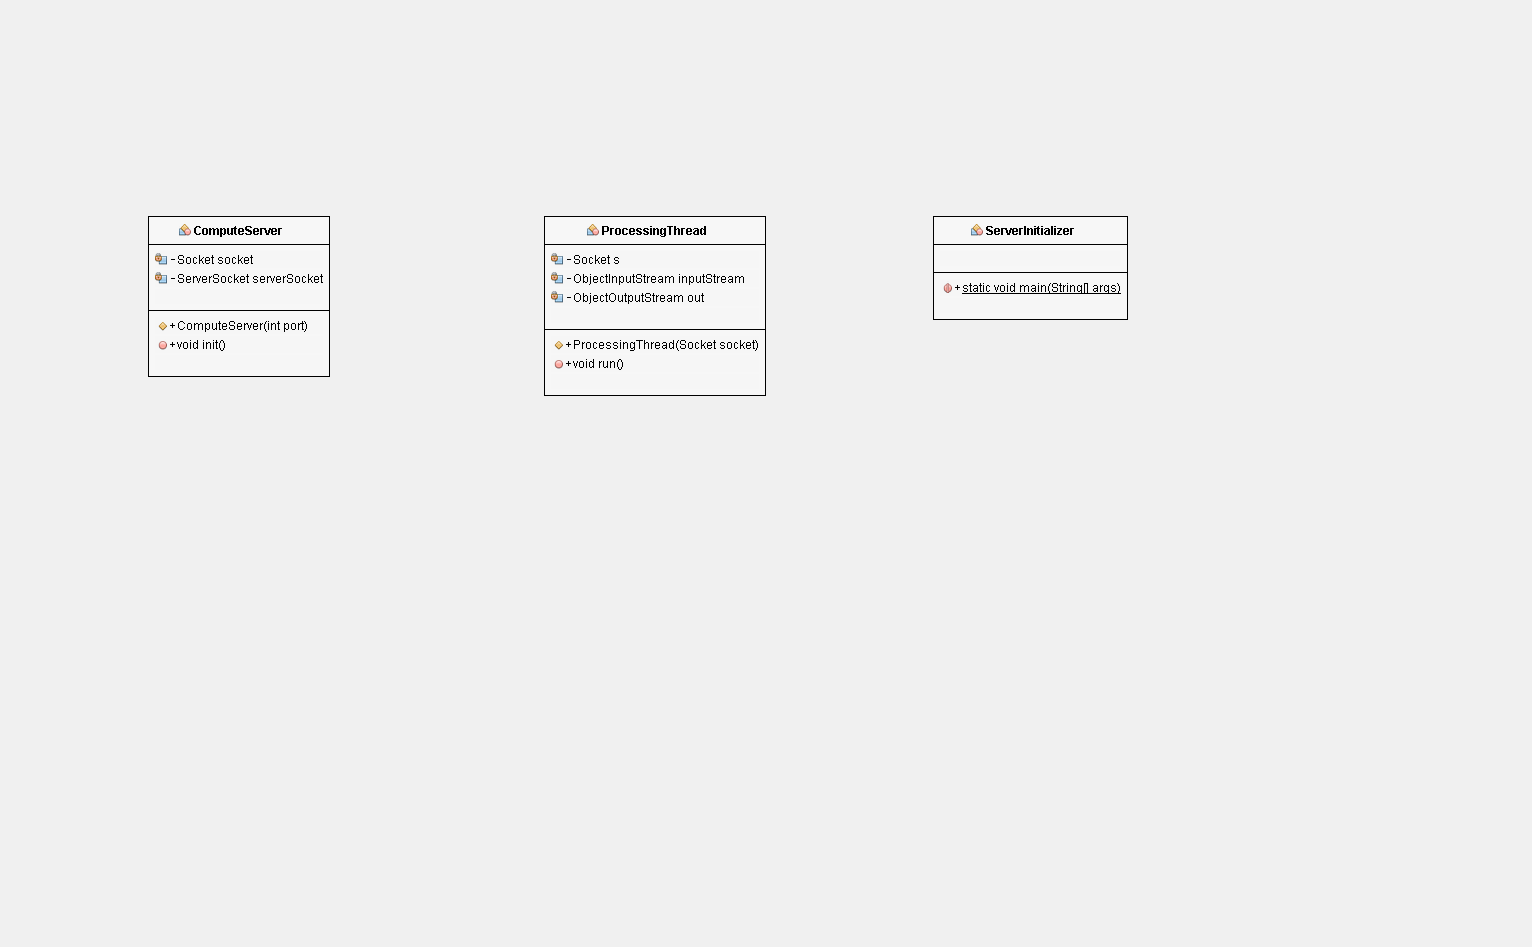 ComputeServer
-Socket socket
-ServerSocket serverSocket
+ComputeServer(int port)
+void init()
ProcessingThread
-Socket s
-ObjectInputStream inputStream
-ObjectOutputStream out
+ProcessingThread(Socket socket)
+void run()
ServerInitializer
+static void main(String[] args)